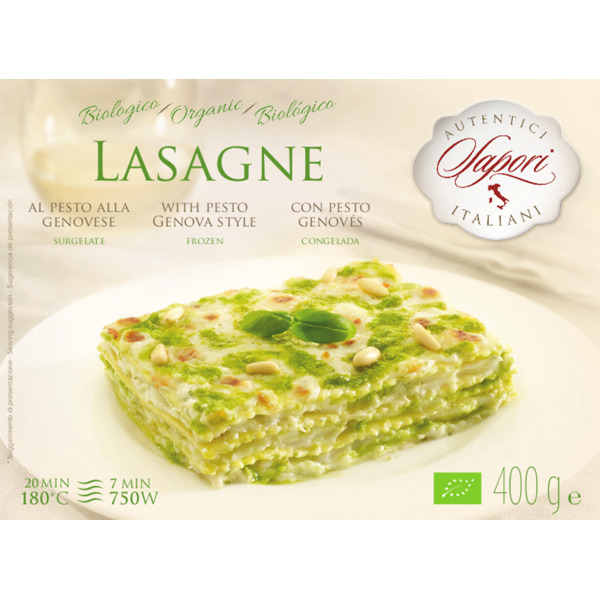 Biologico / Organic / Biológico
LASAGNE
AL PESTO ALLA
GENOVESE
SURGELATE
WITH PESTO
GENOVA STYLE
FROZEN
CON PESTO
GENOVÉS
CONGELADA
AUTENTICI
Sapori
ITALIANI
* Suggerimento di presentazione - Serving suggestion - Sugerencia de presentación
20 MIN
180°C
7 MIN
750W
400 g e